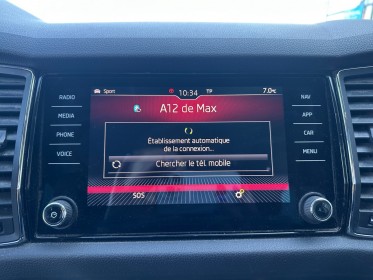 Sport 10:34 TP 7.0°C
A12 de Max
Établissement automatique
de la connexion...
Chercher le tél. mobile
SOS
RADIO
MEDIA
PHONE
VOICE
NAV
APP
CAR
MENU